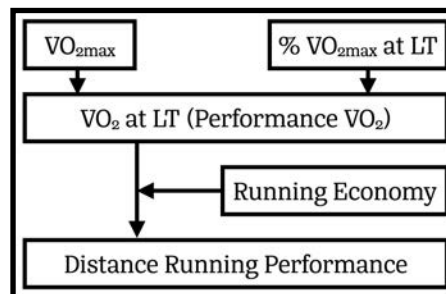 VO₂max
% VO₂max at LT
VO₂ at LT (Performance VO₂)
Running Economy
Distance Running Performance